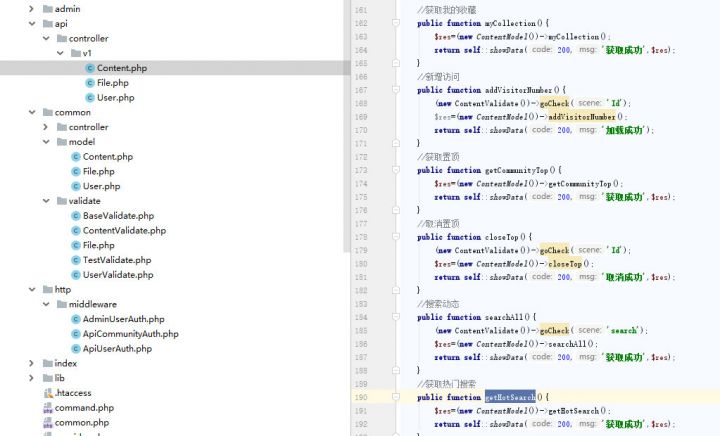 admin
api
controller
v1
Content.php
File.php
User.php
common
controller
model
Content.php
File.php
User.php
validate
BaseValidate.php
ContentValidate.php
File.php
TestValidate.php
UserValidate.php
http
middleware
AdminUserAuth.php
ApiCommunityAuth.php
ApiUserAuth.php
index
lib
.htaccess
command.php
common.php
161 //获取我的收藏
162 public function myCollection(){
163 $res=(new ContentModel())->myCollection();
164 return self::showData( code: 200, msg: '获取成功',$res);
165 }
166 //新增访问
167 public function addVisitorNumber(){
168 (new ContentValidate())->goCheck( scene: 'Id');
169 $res=(new ContentModel())->addVisitorNumber();
170 return self::showData( code: 200, msg: '加载成功');
171 }
172 //获取置顶
173 public function getCommunityTop(){
174 $res=(new ContentModel())->getCommunityTop();
175 return self::showData( code: 200, msg: '获取成功',$res);
176 }
177 //取消置顶
178 public function closeTop(){
179 (new ContentValidate())->goCheck( scene: 'Id');
180 $res=(new ContentModel())->closeTop();
181 return self::showData( code: 200, msg: '取消成功',$res);
182 }
183 //搜索动态
184 public function searchAll(){
185 (new ContentValidate())->goCheck( scene: 'search');
186 $res=(new ContentModel())->searchAll();
187 return self::showData( code: 200, msg: '获取成功',$res);
188 }
189 //获取热门搜索
190 public function getHotSearch(){
191 $res=(new ContentModel())->getHotSearch();
192 return self::showData( code: 200, msg: '获取成功',$res);
193 }